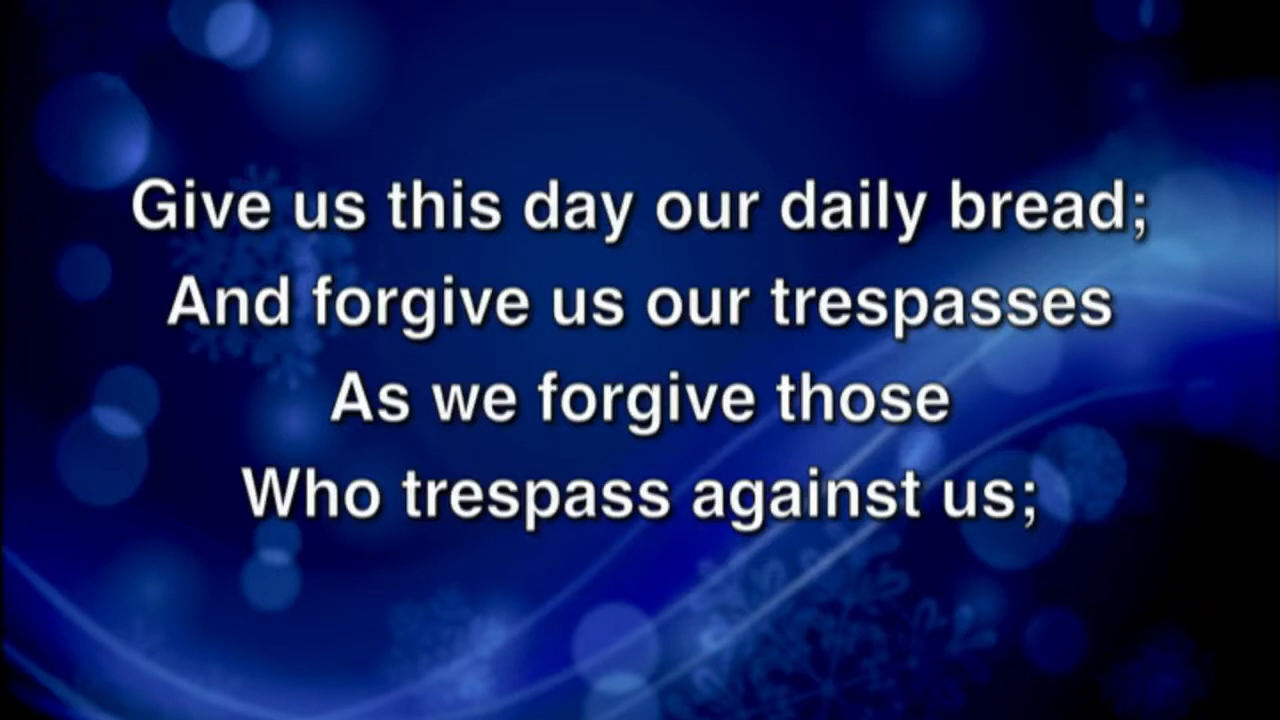 Give us this day our daily bread;
And forgive us our trespasses
As we forgive those
Who trespass against us;